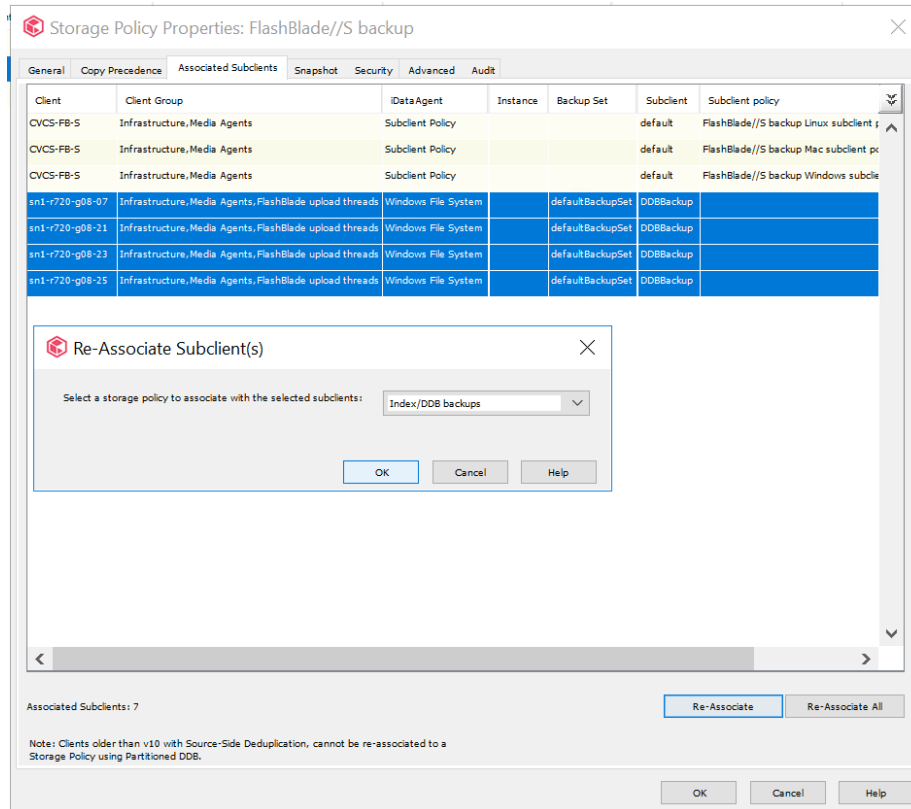 Storage Policy Properties: FlashBlade//S backup
General Copy Precedence Associated Subclients Snapshot Security Advanced Audit
Client Client Group iDataAgent Instance Backup Set Subclient Subclient policy
CVCS-FB-S Infrastructure,Media Agents Subclient Policy default FlashBlade//S backup Linux subclient p
CVCS-FB-S Infrastructure,Media Agents Subclient Policy default FlashBlade//S backup Mac subclient po
CVCS-FB-S Infrastructure,Media Agents Subclient Policy default FlashBlade//S backup Windows subclie
sn1-r720-g08-07 Infrastructure,Media Agents,FlashBlade upload threads Windows File System defaultBackupSet DDBBackup
sn1-r720-g08-21 Infrastructure,Media Agents,FlashBlade upload threads Windows File System defaultBackupSet DDBBackup
sn1-r720-g08-23 Infrastructure,Media Agents,FlashBlade upload threads Windows File System defaultBackupSet DDBBackup
sn1-r720-g08-25 Infrastructure,Media Agents,FlashBlade upload threads Windows File System defaultBackupSet DDBBackup
Re-Associate Subclient(s)
Select a storage policy to associate with the selected subclients: Index/DDB backups
OK Cancel Help
Associated Subclients: 7
Re-Associate Re-Associate All
Note: Clients older than v10 with Source-Side Deduplication, cannot be re-associated to a
Storage Policy using Partitioned DDB.
OK Cancel Help